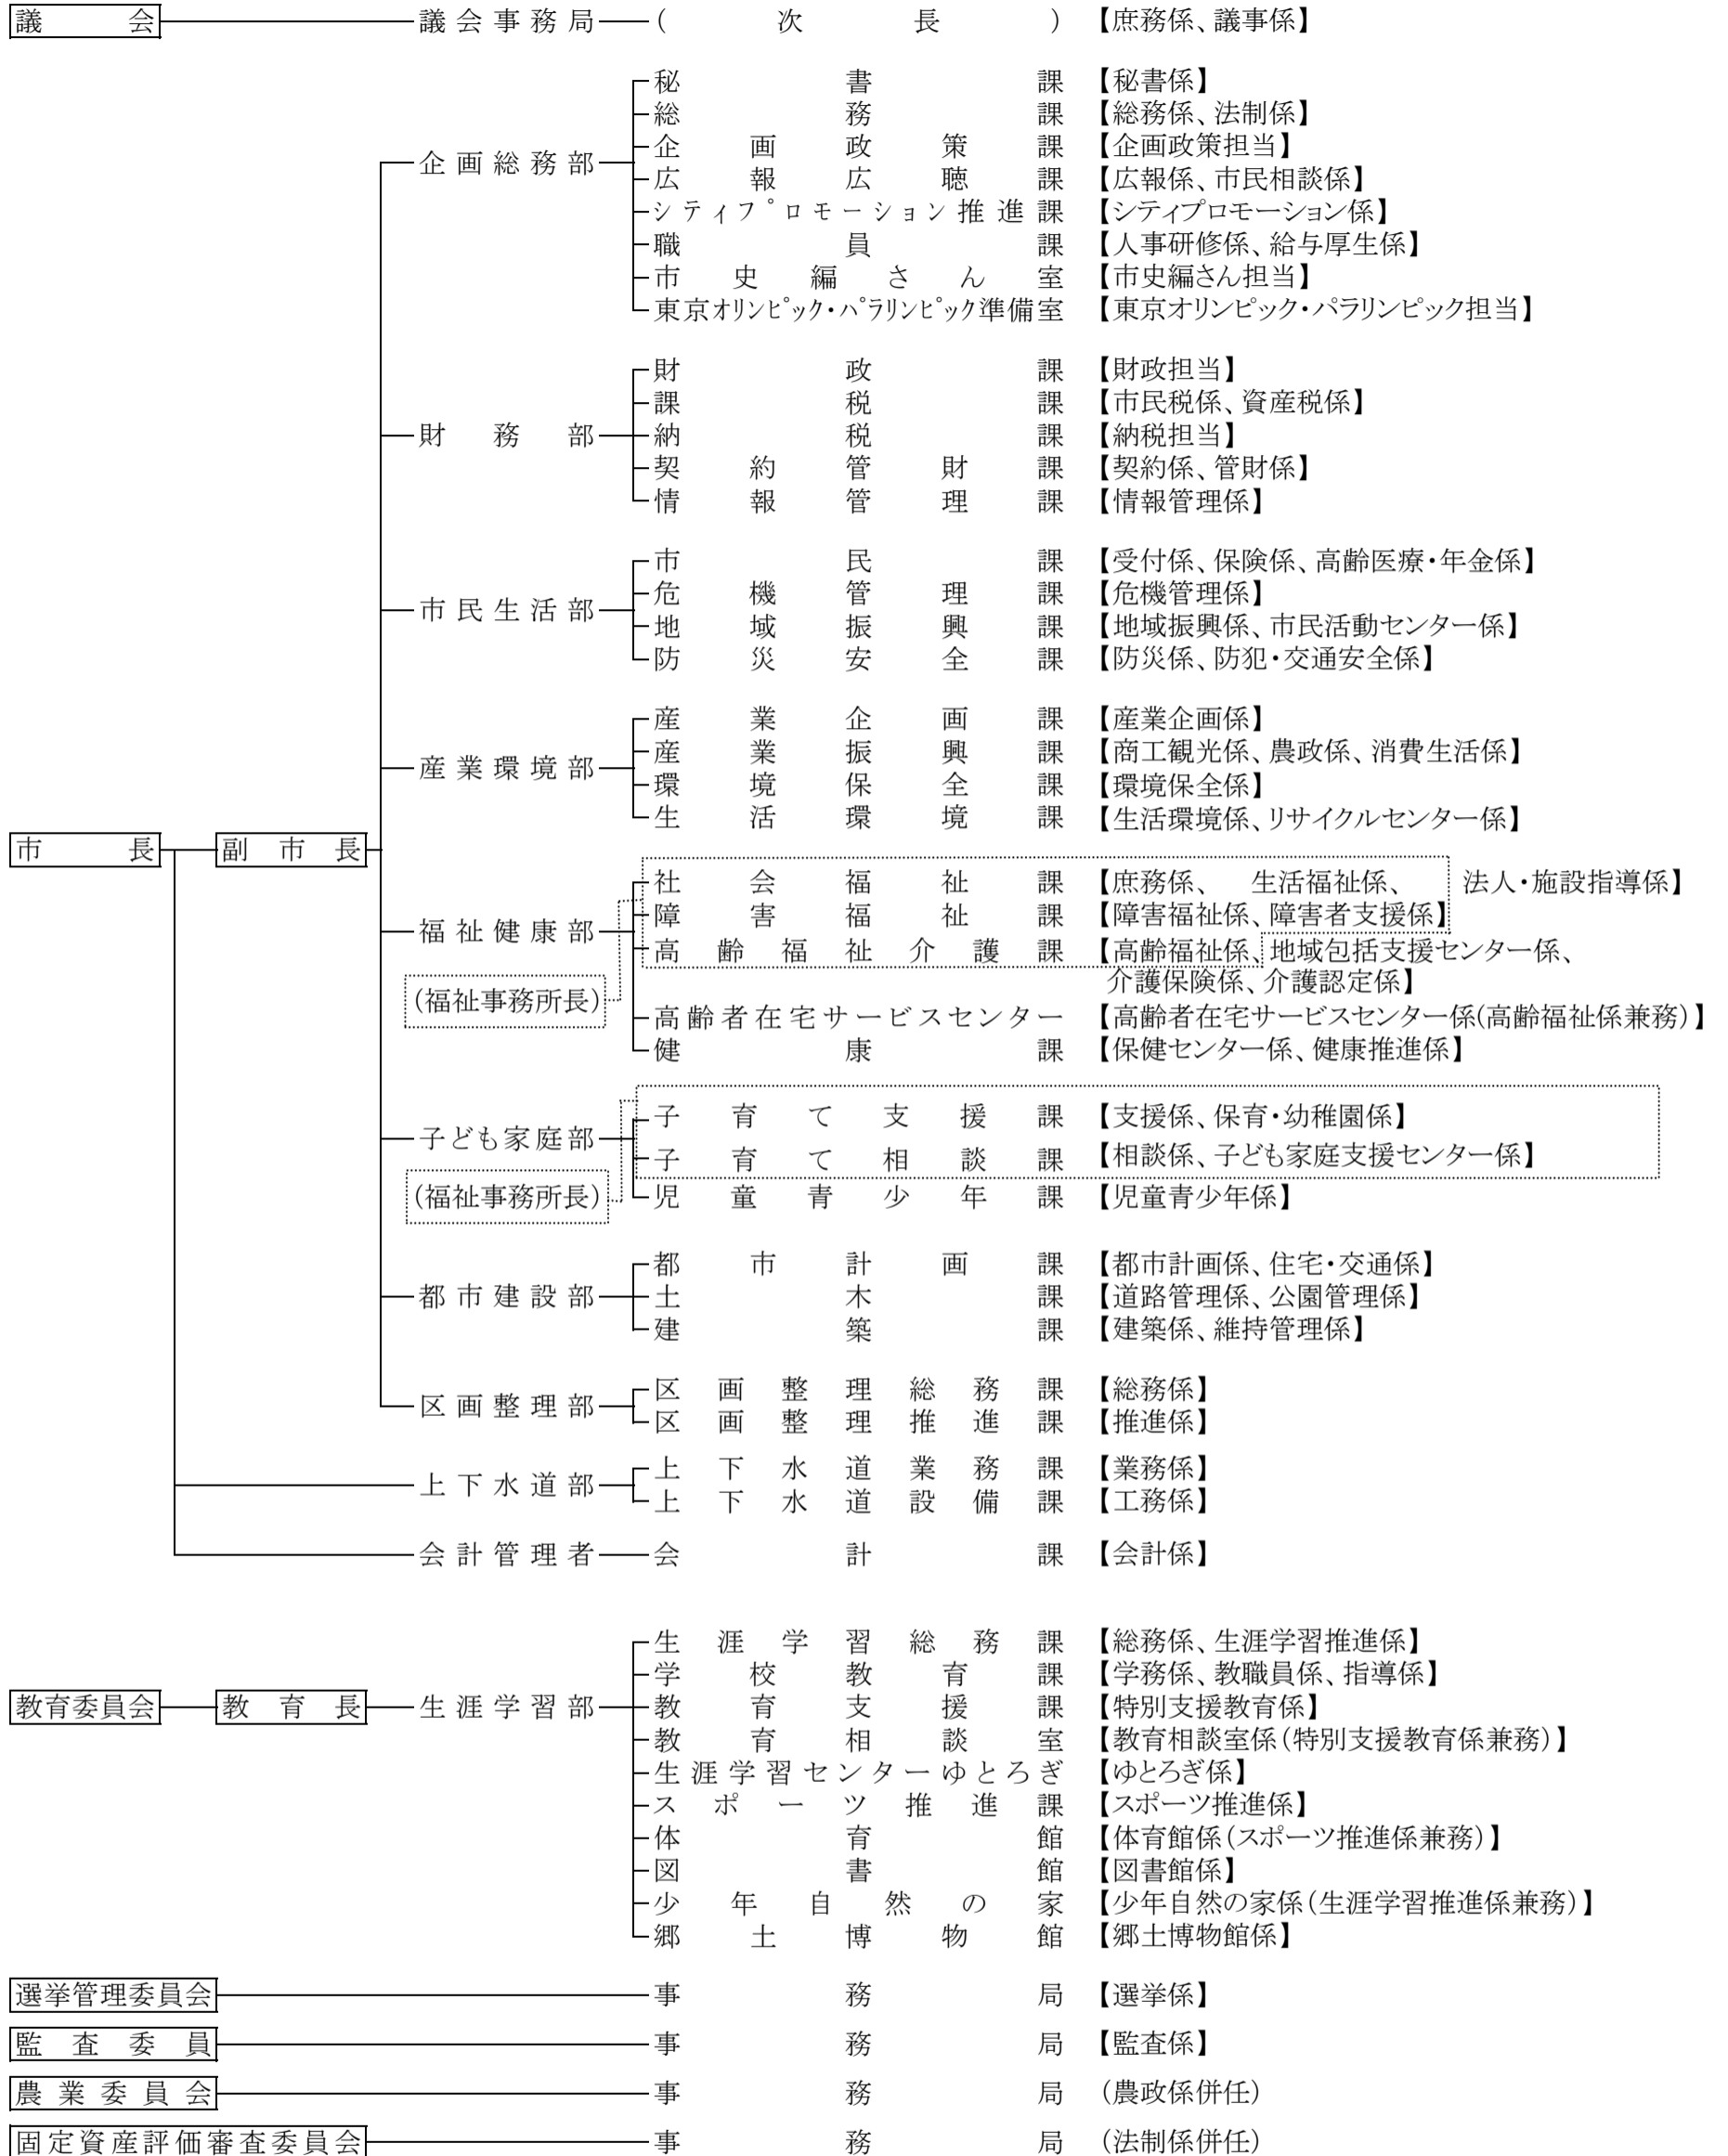 議会 議会事務局 (次長) 【庶務係、議事係】
秘書課 【秘書係】
総務課 【総務係、法制係】
企画政策課 【企画政策担当】
企画総務部
広報広聴課 【広報係、市民相談係】
シティプロモーション推進課 【シティプロモーション係】
職員課 【人事研修係、給与厚生係】
市史編さん室 【市史編さん担当】
東京オリンピック・パラリンピック準備室 【東京オリンピック・パラリンピック担当】
財政課 【財政担当】
課税課 【市民税係、資産税係】
財務部 納税課 【納税担当】
契約管財課 【契約係、管財係】
情報管理課 【情報管理係】
市民課 【受付係、保険係、高齢医療・年金係】
危機管理課 【危機管理係】
市民生活部
地域振興課 【地域振興係、市民活動センター係】
防災安全課 【防災係、防犯・交通安全係】
産業企画課 【産業企画係】
産業振興課 【商工観光係、農政係、消費生活係】
産業環境部
環境保全課 【環境保全係】
生活環境課 【生活環境係、リサイクルセンター係】
市長 副市長
社会福祉課 【庶務係、 生活福祉係、 法人・施設指導係】
障害福祉課 【障害福祉係、障害者支援係】
福祉健康部
高齢福祉介護課 【高齢福祉係、地域包括支援センター係、
介護保険係、介護認定係】
(福祉事務所長)
高齢者在宅サービスセンター 【高齢者在宅サービスセンター係(高齢福祉係兼務)】
健康課 【保健センター係、健康推進係】
子育て支援課 【支援係、保育・幼稚園係】
子ども家庭部
子育て相談課 【相談係、子ども家庭支援センター係】
(福祉事務所長) 児童青少年課 【児童青少年係】
都市計画課 【都市計画係、住宅・交通係】
都市建設部 土木課 【道路管理係、公園管理係】
建築課 【建築係、維持管理係】
区画整理総務課 【総務係】
区画整理部
区画整理推進課 【推進係】
上下水道業務課 【業務係】
上下水道部
上下水道設備課 【工務係】
会計管理者 会計課 【会計係】
生涯学習総務課 【総務係、生涯学習推進係】
学校教育課 【学務係、教職員係、指導係】
教育委員会 教育長 生涯学習部 教育支援課 【特別支援教育係】
教育相談室 【教育相談室係(特別支援教育係兼務)】
生涯学習センターゆとろぎ 【ゆとろぎ係】
スポーツ推進課 【スポーツ推進係】
体育館 【体育館係(スポーツ推進係兼務)】
図書館 【図書館係】
少年自然の家 【少年自然の家係(生涯学習推進係兼務)】
郷土博物館 【郷土博物館係】
選挙管理委員会 事務局 【選挙係】
監査委員 事務局 【監査係】
農業委員会 事務局 (農政係併任)
固定資産評価審査委員会 事務局 (法制係併任)